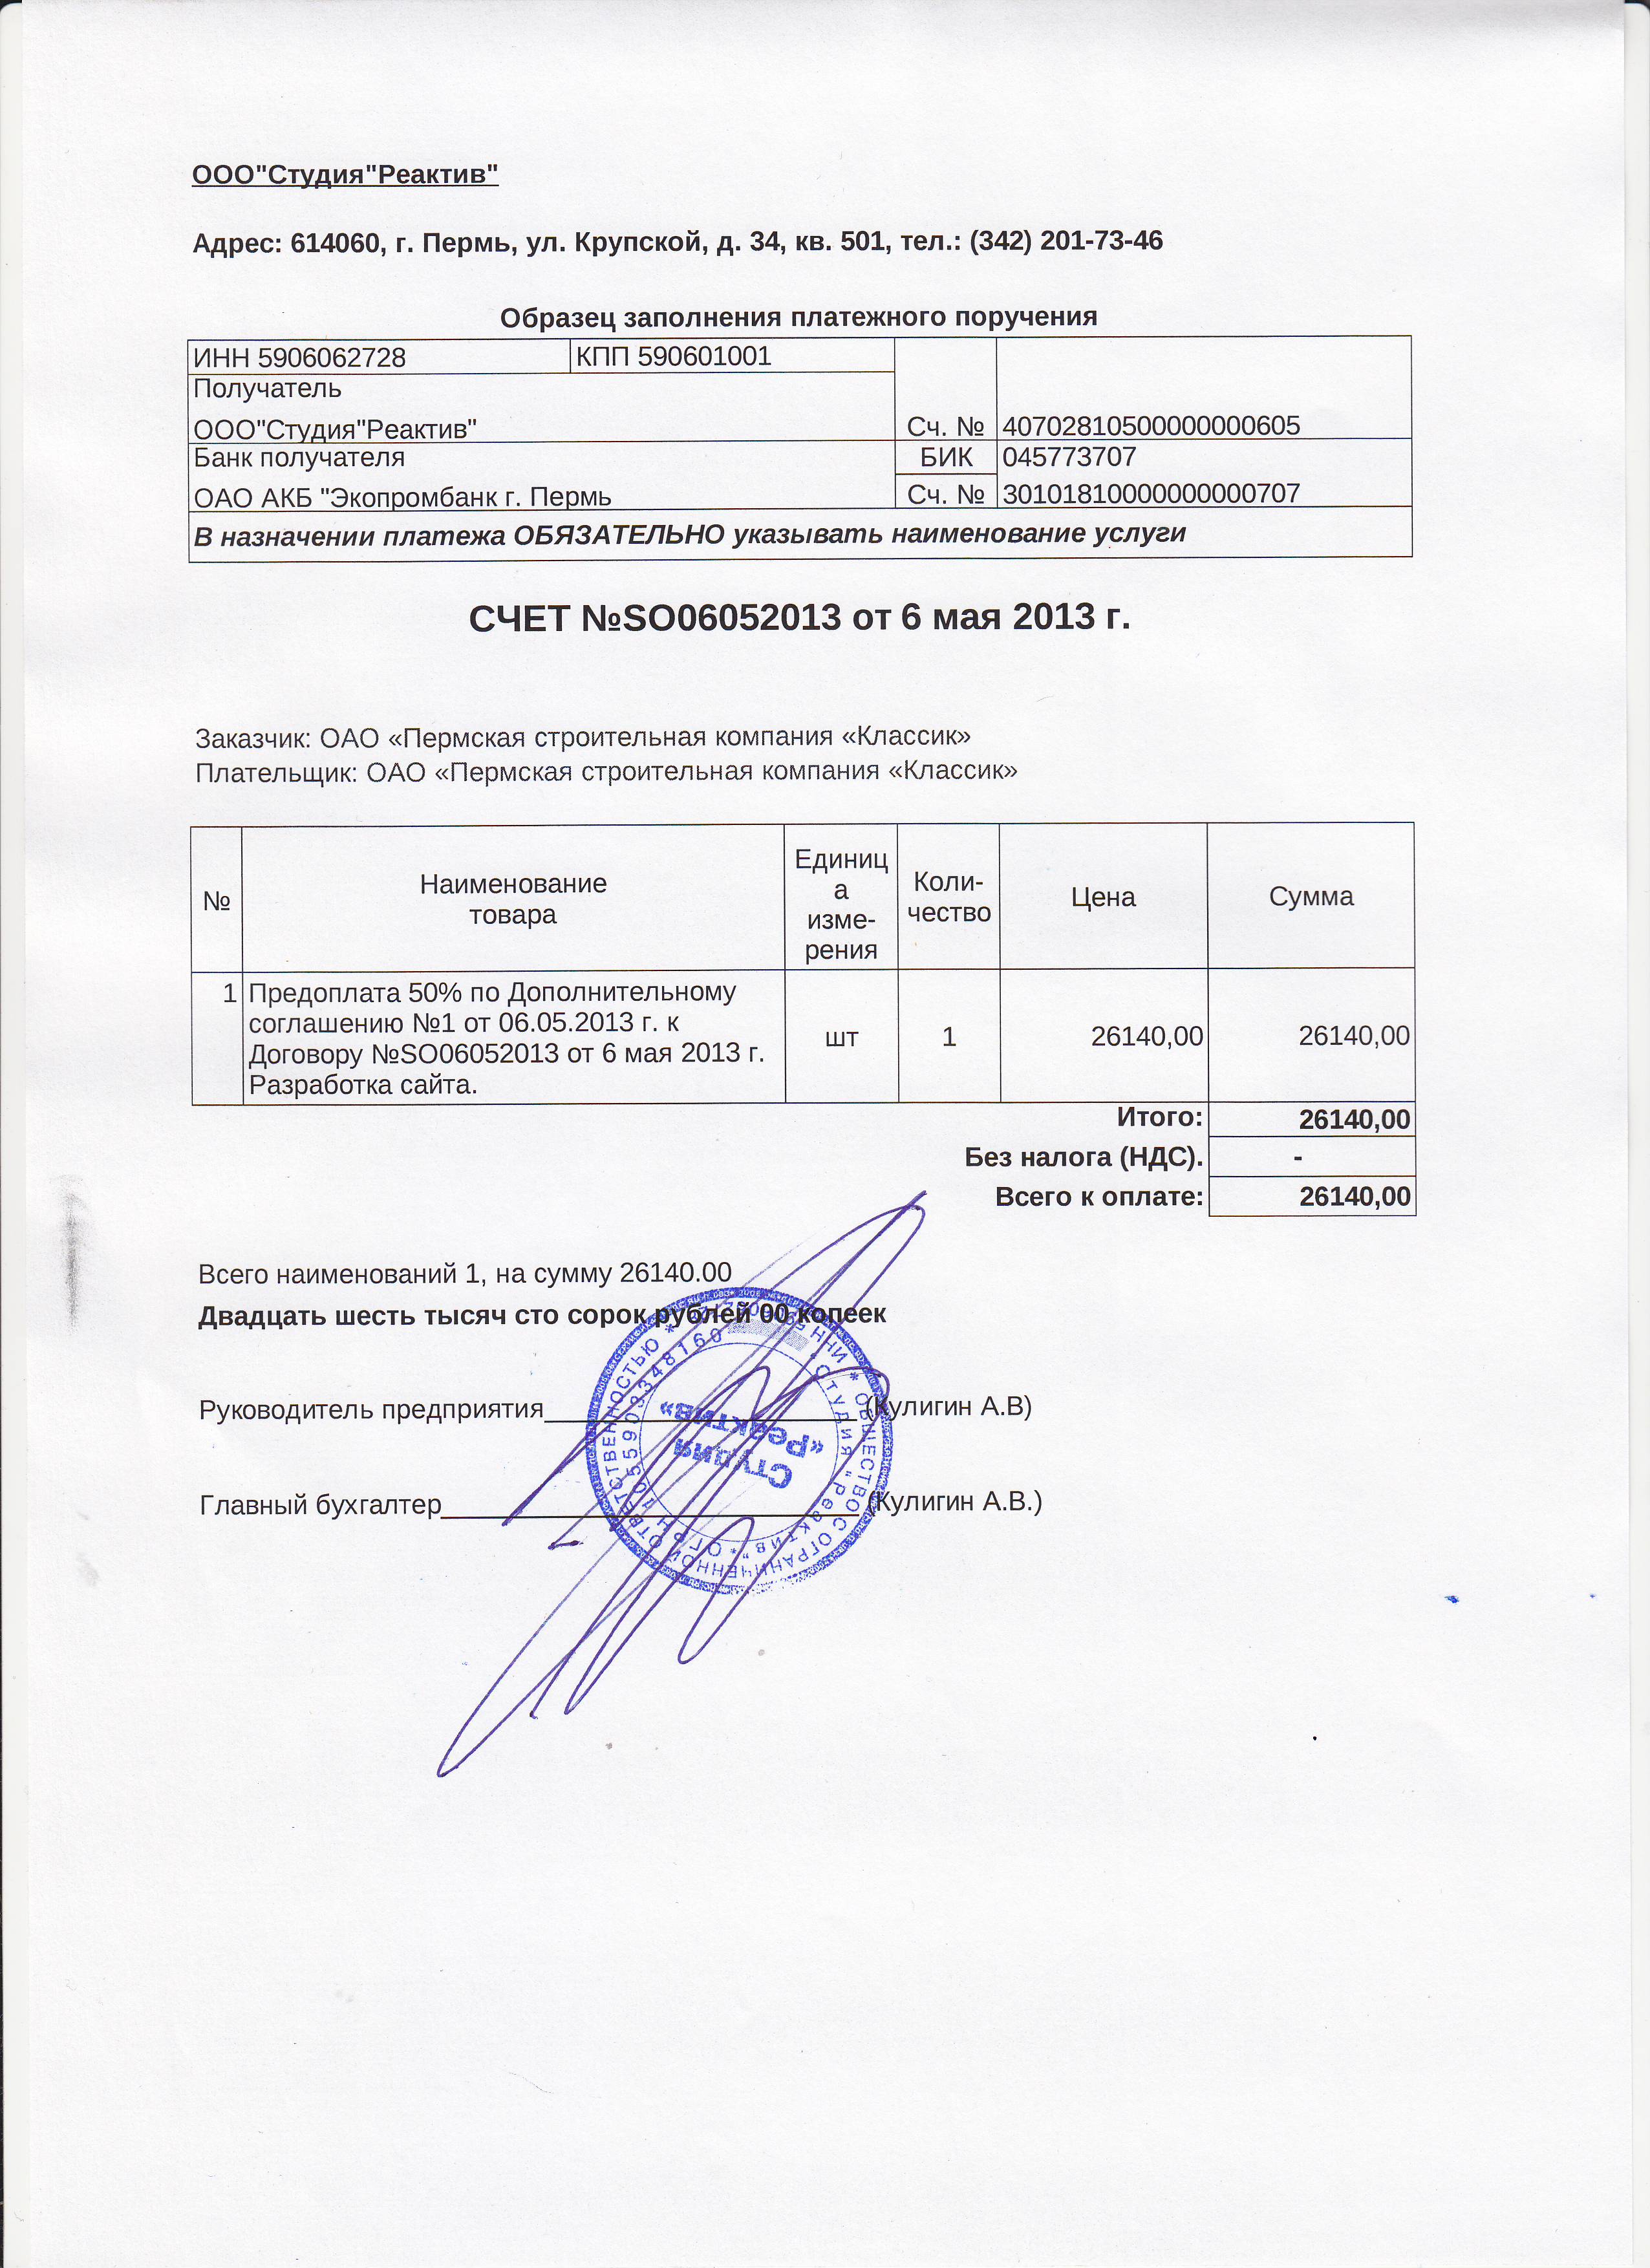 ООО"Студия"Реактив"
Адрес: 614060, г. Пермь, ул. Крупской, д. 34, кв. 501, тел.: (342) 201-73-46
Образец заполнения платежного поручения
ИНН 5906062728 КПП 590601001
Получатель
ООО"Студия"Реактив" Сч. № 40702810500000000605
Банк получателя БИК 045773707
ОАО АКБ "Экопромбанк г. Пермь Сч. № 30101810000000000707
В назначении платежа ОБЯЗАТЕЛЬНО указывать наименование услуги
СЧЕТ №SO06052013 от 6 мая 2013 г.
Заказчик: ОАО «Пермская строительная компания «Классик»
Плательщик: ОАО «Пермская строительная компания «Классик»
№
Наименование
товара
Единиц
а
изме-
рения
Коли-
чество
Цена
Сумма
1 Предоплата 50% по Дополнительному
соглашению №1 от 06.05.2013 г. к
Договору №SO06052013 от 6 мая 2013 г.
Разработка сайта.
шт 1 26140,00 26140,00
Итого: 26140,00
Без налога (НДС). -
Всего к оплате: 26140,00
Всего наименований 1, на сумму 26140.00
Двадцать шесть тысяч сто сорок рублей 00 копеек
Руководитель предприятия (Кулигин А.В)
Главный бухгалтер (Кулигин А.В.)
ОБЩЕСТВО С ОГРАНИЧЕННОЙ ОТВЕТСТВЕННОСТЬЮ * ИНН
"Студия "Реактив" * ОГРН 1055903348160
Студия
«Реактив»